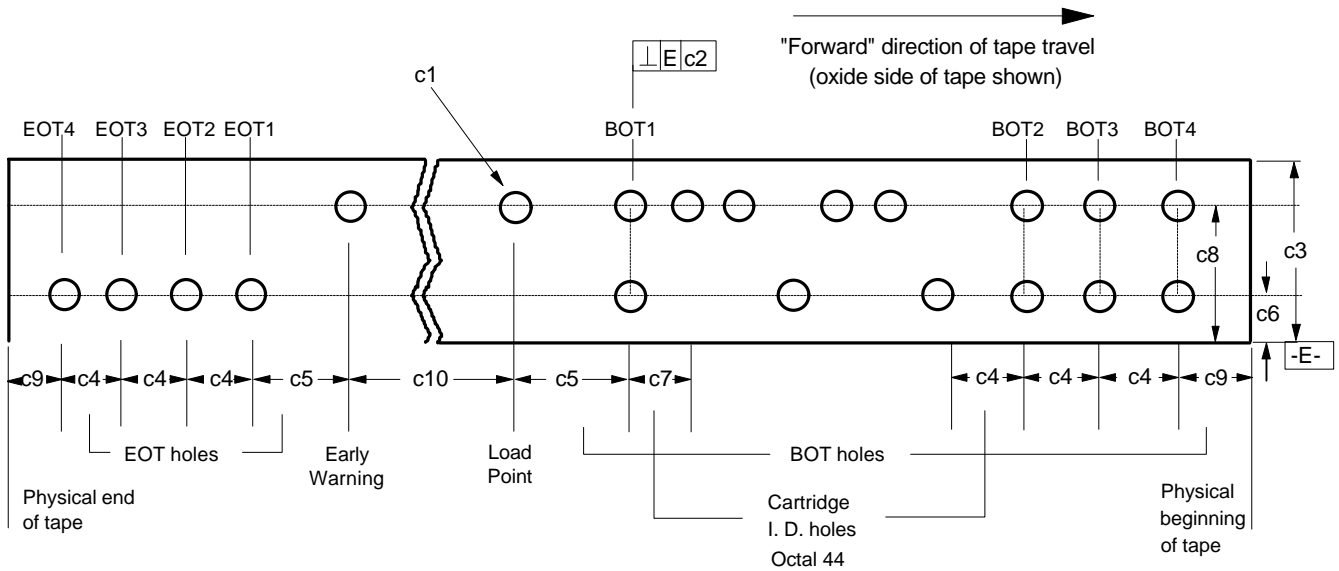 "Forward" direction of tape travel
(oxide side of tape shown)
⊥ E c2
c1
EOT4 EOT3 EOT2 EOT1 BOT1 BOT2 BOT3 BOT4
c8
c3
c6
-E-
c9 c4 c4 c4 c5 c10 c5 c7 c4 c4 c4 c9
EOT holes
Early
Warning
Load
Point
BOT holes
Physical end
of tape
Cartridge
I. D. holes
Octal 44
Physical
beginning
of tape